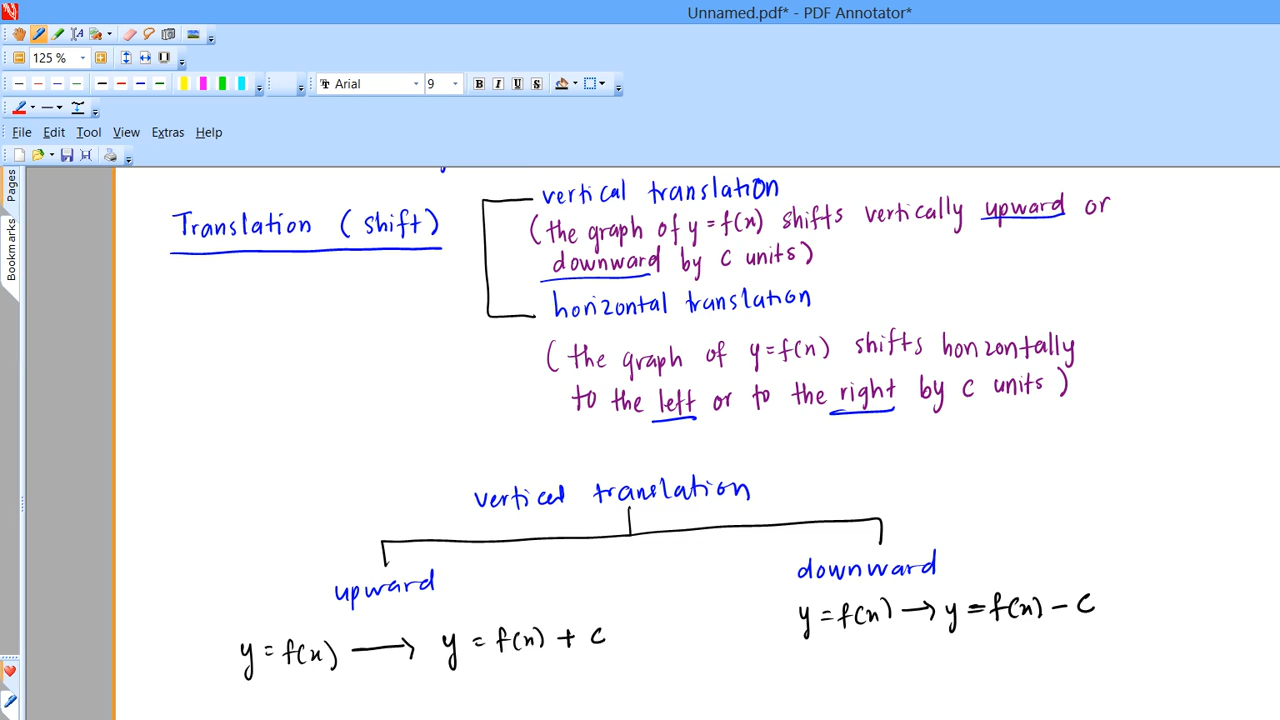 Unnamed.pdf* - PDF Annotator*
125 %
Arial
9
B I U S
File Edit Tool View Extras Help
Pages
Bookmarks
Translation (shift)
vertical translation
(the graph of y=f(x) shifts vertically upward or
downward by c units)
horizontal translation
(the graph of y=f(x) shifts horizontally
to the left or to the right by c units)
vertical translation
upward
downward
y=f(x) → y=f(x) - c
y=f(x) → y = f(x) + c